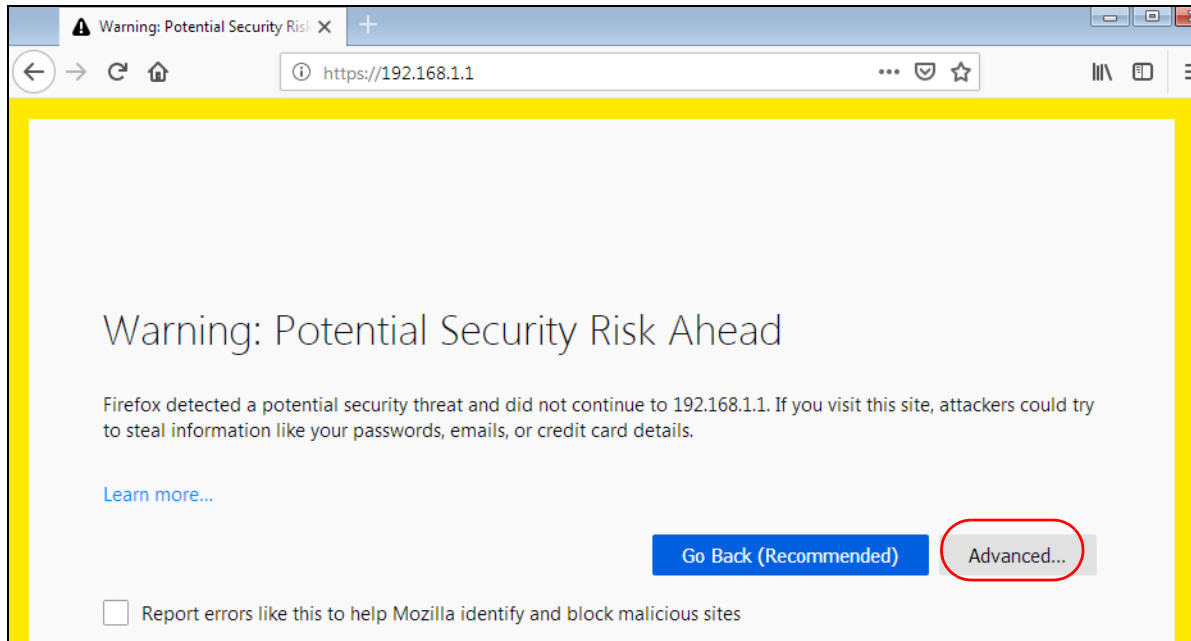 Warning: Potential Security Ris
https://192.168.1.1
Warning: Potential Security Risk Ahead
Firefox detected a potential security threat and did not continue to 192.168.1.1. If you visit this site, attackers could try
to steal information like your passwords, emails, or credit card details.
Learn more...
Go Back (Recommended)
Advanced...
Report errors like this to help Mozilla identify and block malicious sites